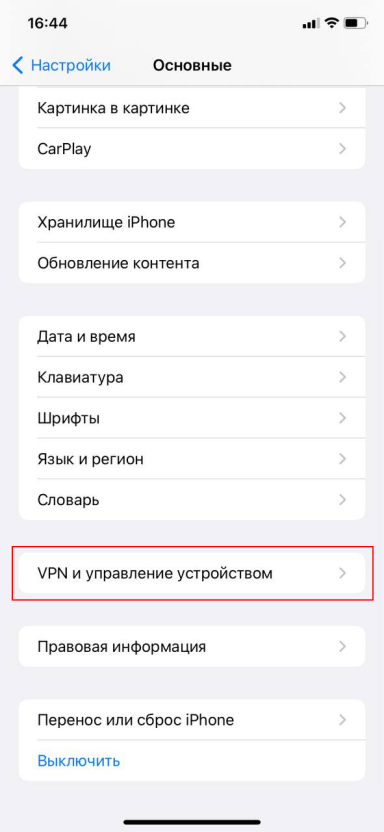 16:44
Настройки
Основные
Картинка в картинке
CarPlay
Хранилище iPhone
Обновление контента
Дата и время
Клавиатура
Шрифты
Язык и регион
Словарь
VPN и управление устройством
Правовая информация
Перенос или сброс iPhone
Выключить